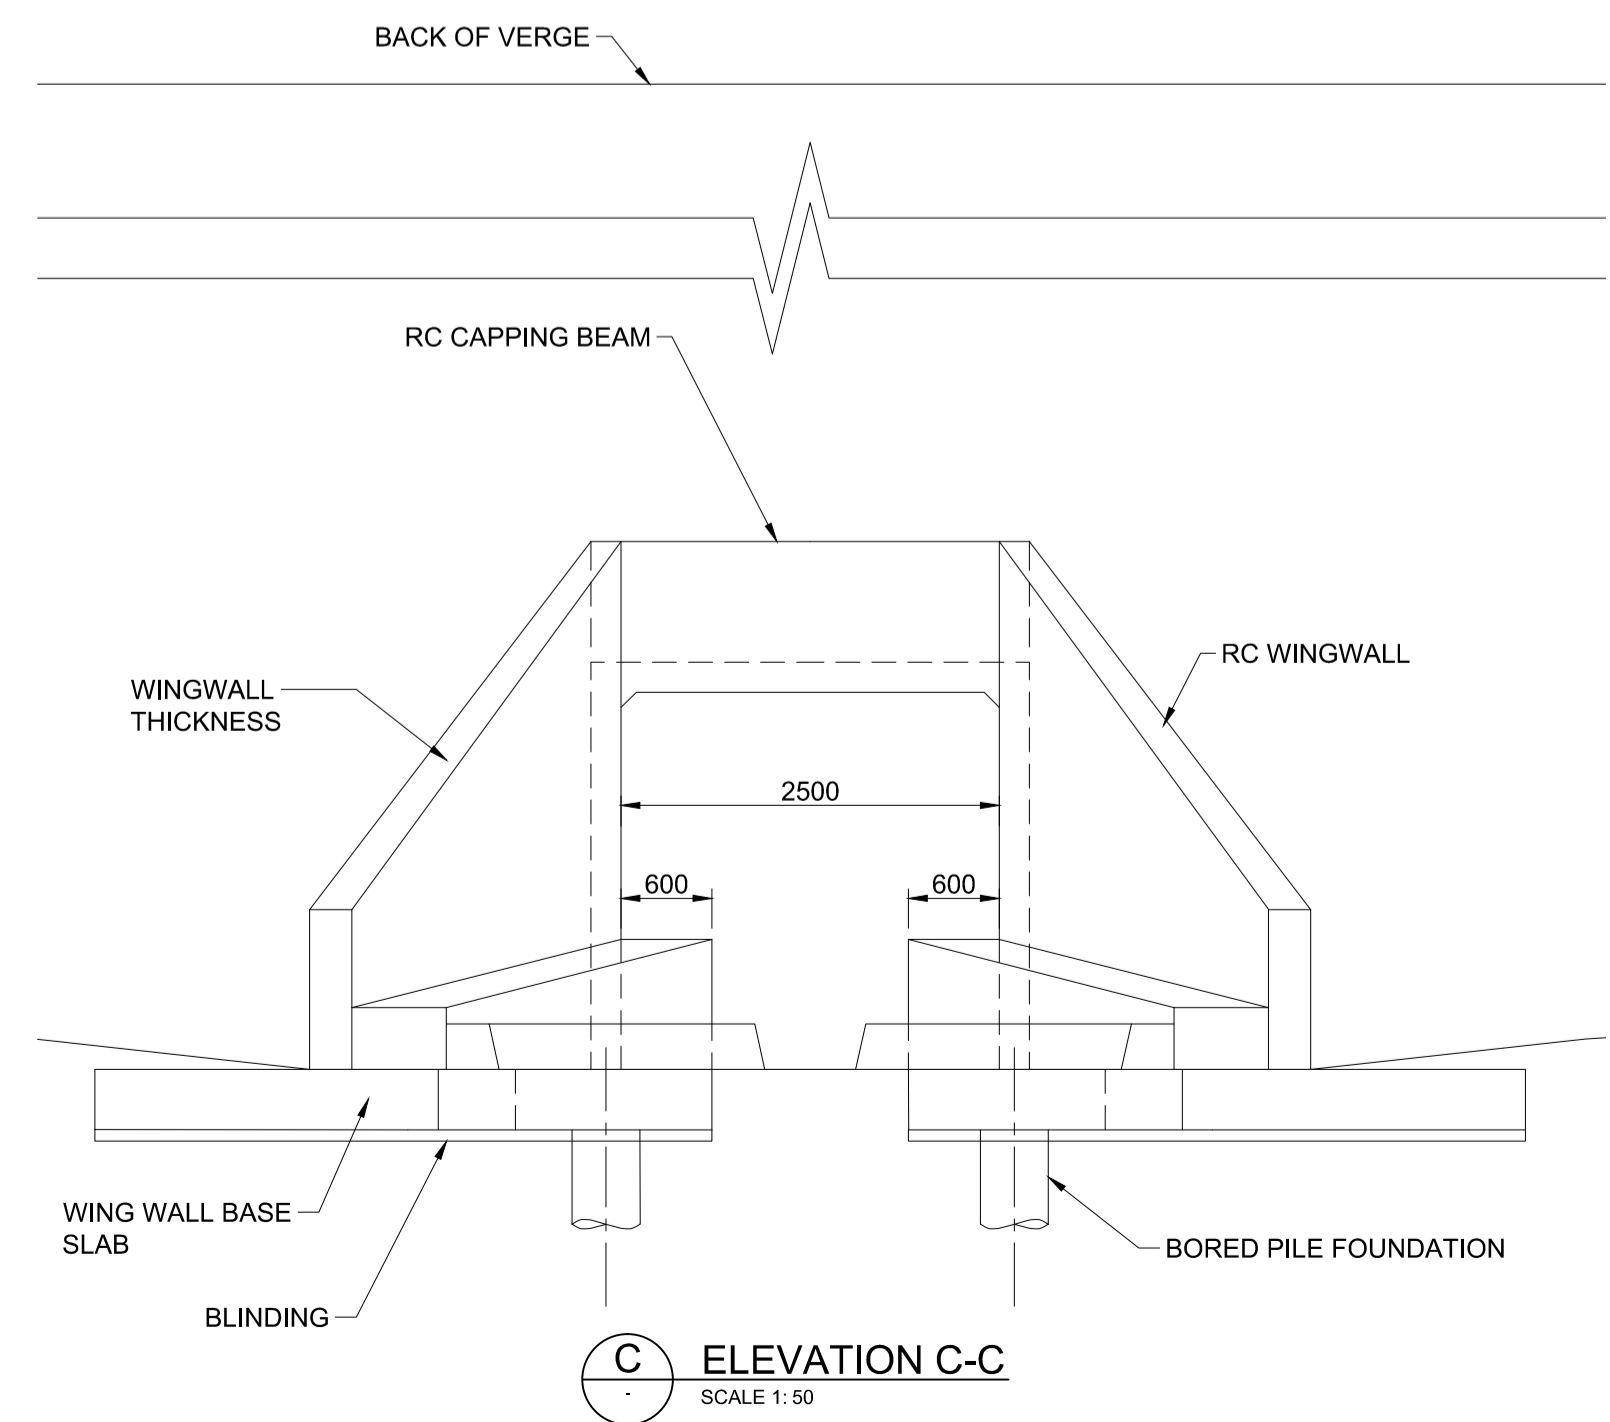 BACK OF VERGE
RC CAPPING BEAM
RC WINGWALL
WINGWALL
THICKNESS
2500
600
600
WING WALL BASE
SLAB
BORED PILE FOUNDATION
BLINDING
C
-
ELEVATION C-C
SCALE 1: 50